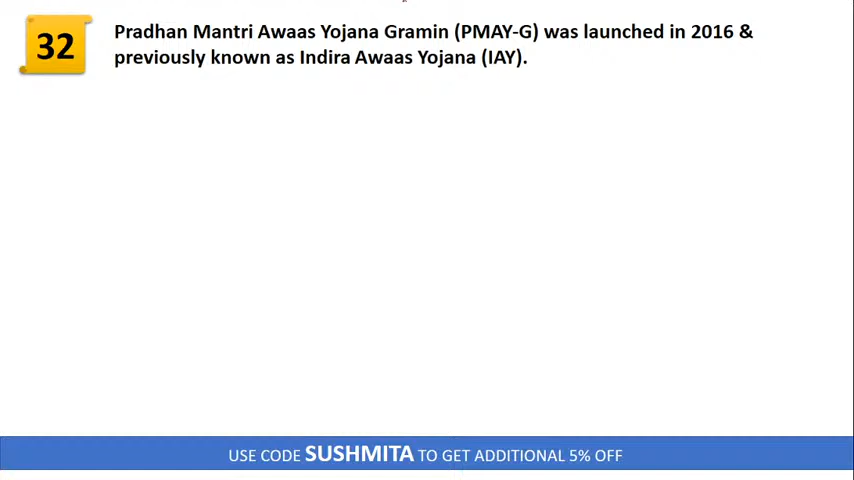 32
Pradhan Mantri Awaas Yojana Gramin (PMAY-G) was launched in 2016 &
previously known as Indira Awaas Yojana (IAY).
USE CODE SUSHMITA TO GET ADDITIONAL 5% OFF